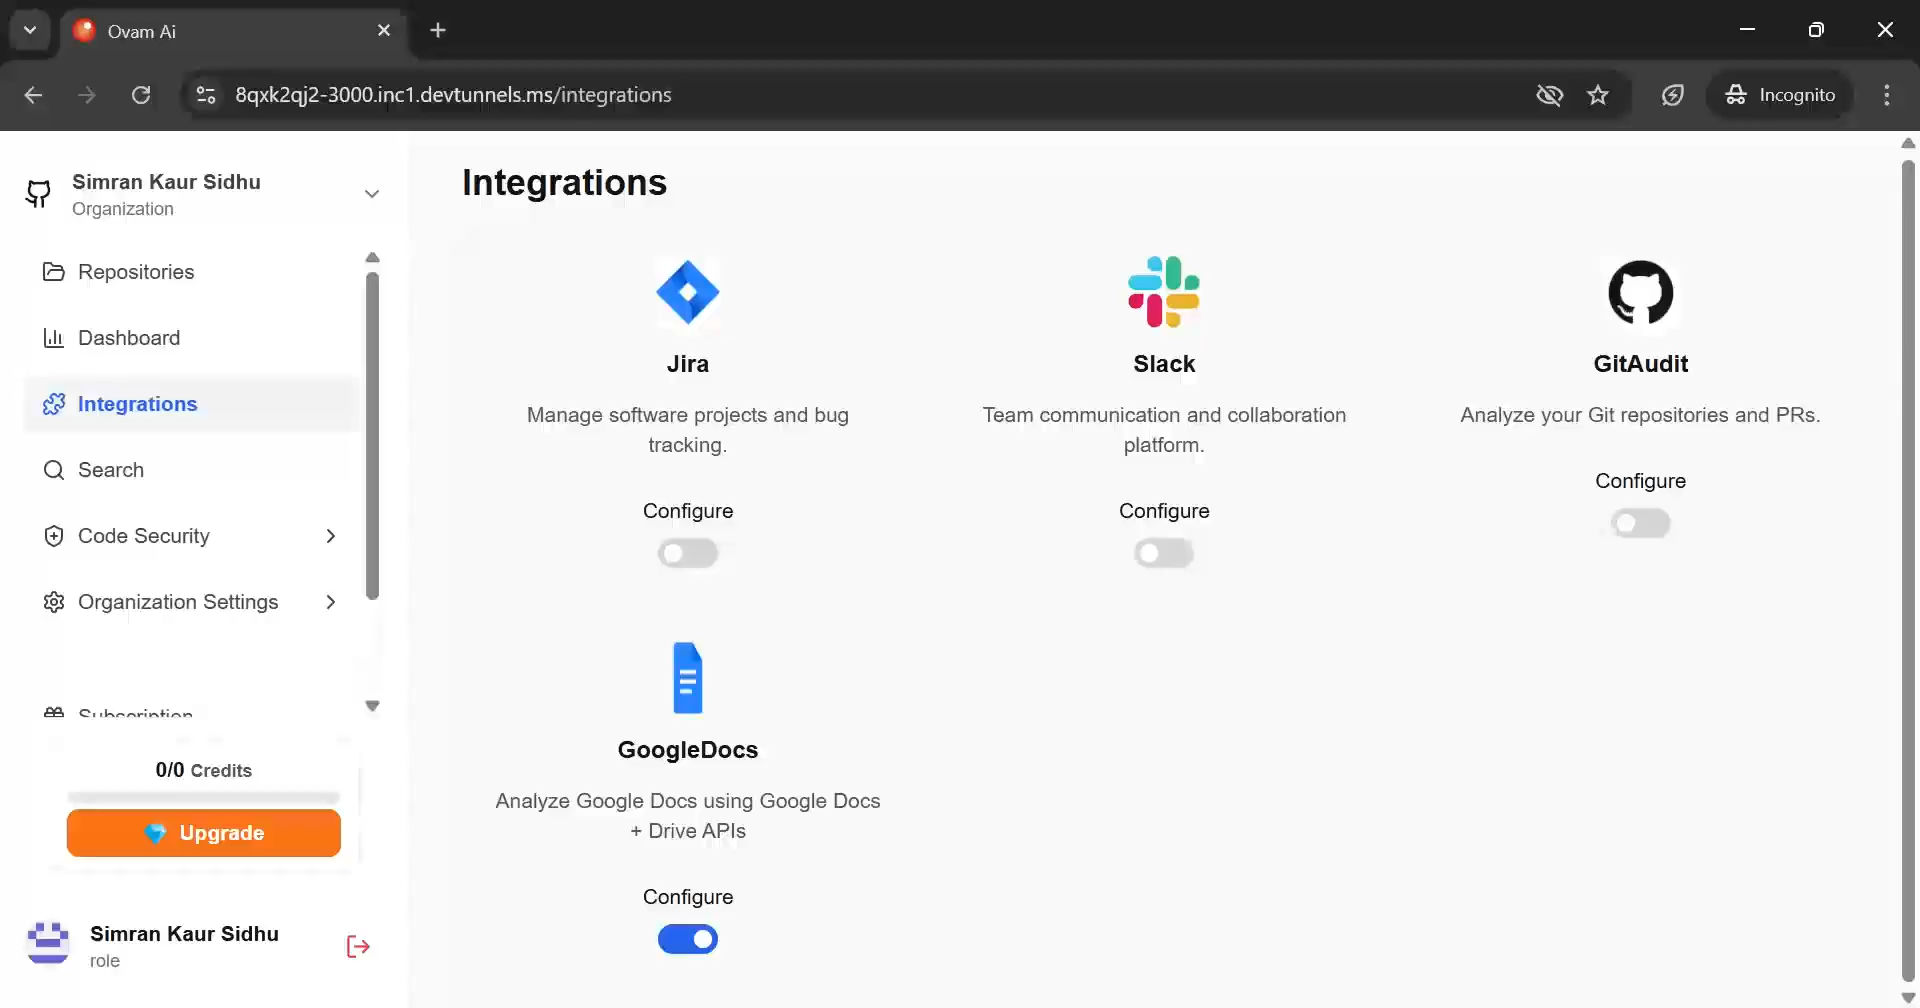 Ovam Ai
8qxk2qj2-3000.inc1.devtunnels.ms/integrations
Incognito
Simran Kaur Sidhu
Organization
Repositories
Dashboard
Integrations
Search
Code Security
Organization Settings
Subscription
0/0 Credits
Upgrade
Simran Kaur Sidhu
role
Integrations
Jira
Manage software projects and bug
tracking.
Configure
Slack
Team communication and collaboration
platform.
Configure
GitAudit
Analyze your Git repositories and PRs.
Configure
GoogleDocs
Analyze Google Docs using Google Docs
+ Drive APIs
Configure